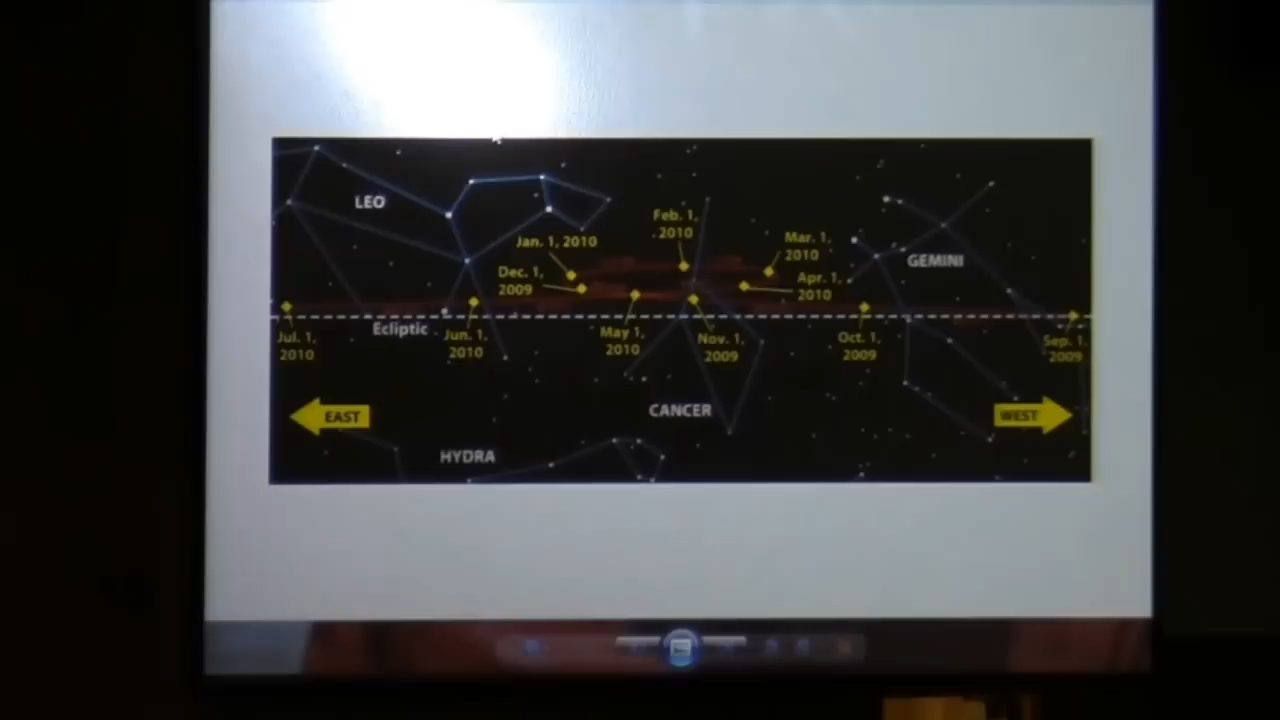 LEO
Feb. 1,
2010
Jan. 1, 2010
Mar. 1,
2010
GEMINI
Dec. 1,
2009
Apr. 1,
2010
Ecliptic
Jul. 1,
2010
Jun. 1,
2010
May 1,
2010
Nov. 1,
2009
Oct. 1,
2009
Sep. 1,
2009
EAST
CANCER
WEST
HYDRA